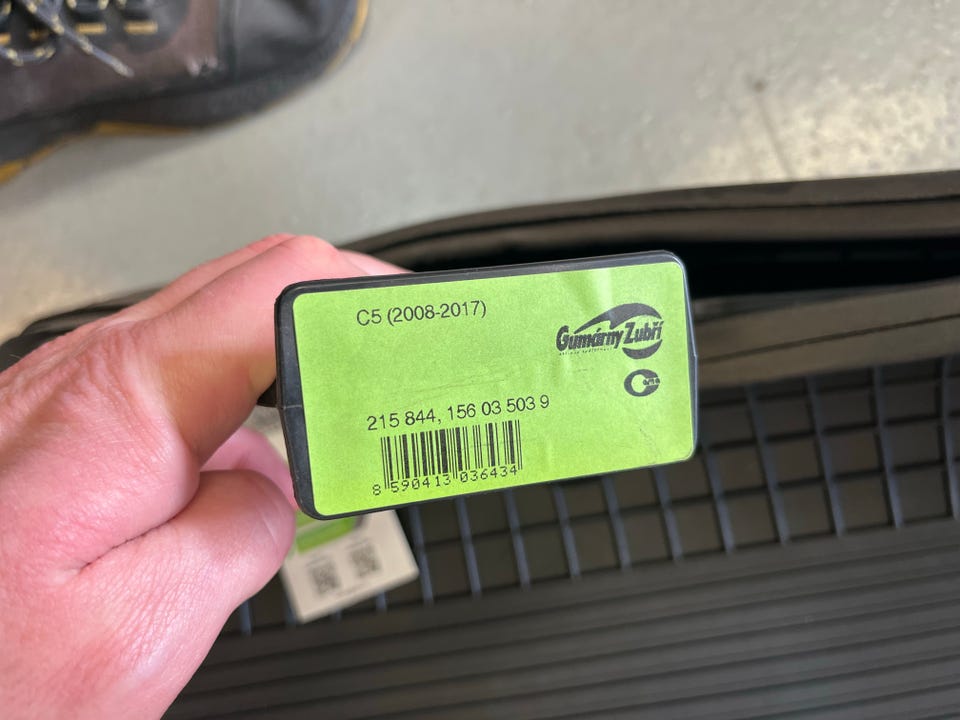 C5 (2008-2017)
Gumárny Zubří
215 844, 156 03 503 9
8 590413 036434